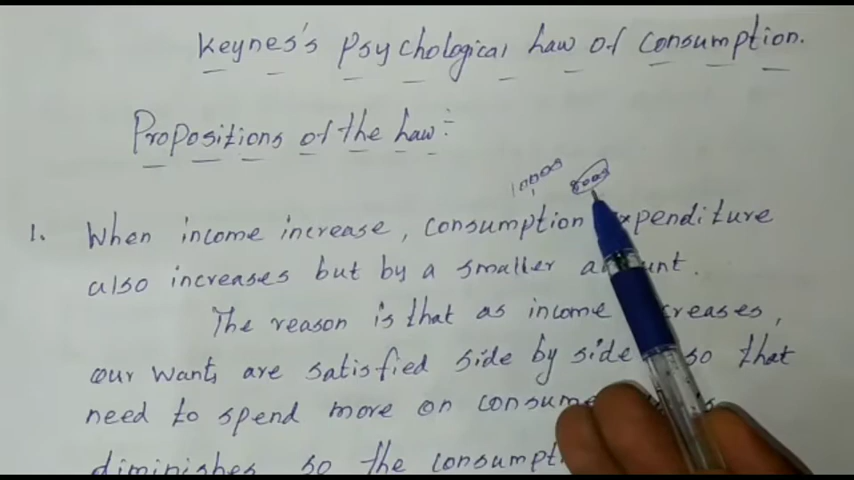 Keynes's Psychological Law of Consumption.
Propositions of the Law :-
10000 8000
1. When income increase, consumption expenditure
also increases but by a smaller amount.
The reason is that as income increases,
our wants are satisfied side by side so that
need to spend more on
diminishes so the